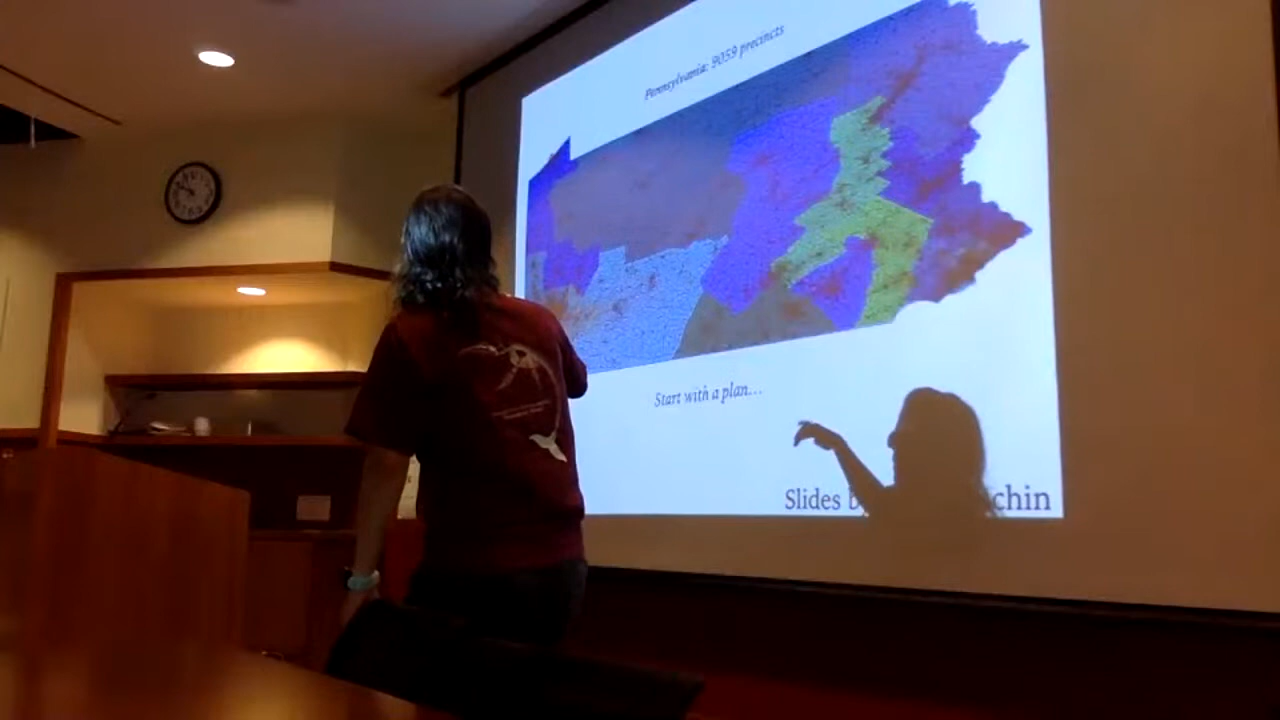 Pennsylvania: 9059 precincts
Start with a plan...
Slides b
chin